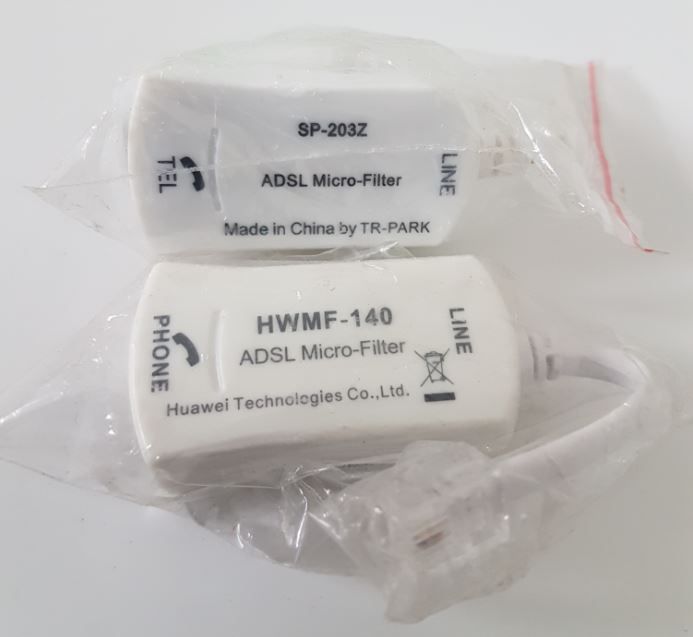 SP-203Z
TEL
ADSL Micro-Filter
LINE
Made in China by TR-PARK
HWMF-140
PHONE
ADSL Micro-Filter
LINE
Huawei Technologies Co.,Ltd.